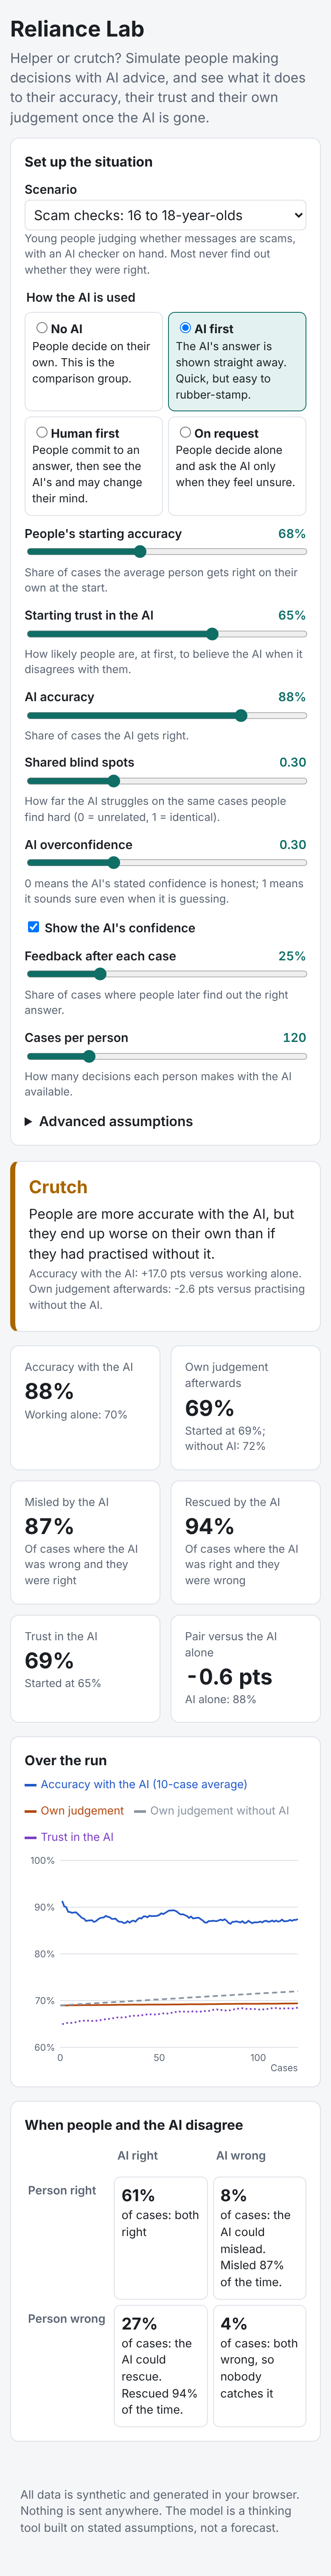 Reliance Lab
Helper or crutch? Simulate people making
decisions with AI advice, and see what it does
to their accuracy, their trust and their own
judgement once the AI is gone.
Set up the situation
Scenario
Scam checks: 16 to 18-year-olds
Young people judging whether messages are scams,
with an AI checker on hand. Most never find out
whether they were right.
How the AI is used
No AI
People decide on their
own. This is the
comparison group.
AI first
The AI's answer is
shown straight away.
Quick, but easy to
rubber-stamp.
Human first
People commit to an
answer, then see the
AI's and may change
their mind.
On request
People decide alone
and ask the AI only
when they feel unsure.
People's starting accuracy 68%
Share of cases the average person gets right on their
own at the start.
Starting trust in the AI 65%
How likely people are, at first, to believe the AI when it
disagrees with them.
AI accuracy 88%
Share of cases the AI gets right.
Shared blind spots 0.30
How far the AI struggles on the same cases people
find hard (0 = unrelated, 1 = identical).
AI overconfidence 0.30
0 means the AI's stated confidence is honest; 1 means
it sounds sure even when it is guessing.
Show the AI's confidence
Feedback after each case 25%
Share of cases where people later find out the right
answer.
Cases per person 120
How many decisions each person makes with the AI
available.
Advanced assumptions
Crutch
People are more accurate with the AI, but
they end up worse on their own than if
they had practised without it.
Accuracy with the AI: +17.0 pts versus working alone.
Own judgement afterwards: -2.6 pts versus practising
without the AI.
Accuracy with the AI
88%
Working alone: 70%
Own judgement
afterwards
69%
Started at 69%;
without AI: 72%
Misled by the AI
87%
Of cases where the AI
was wrong and they
were right
Rescued by the AI
94%
Of cases where the AI
was right and they
were wrong
Trust in the AI
69%
Started at 65%
Pair versus the AI
alone
-0.6 pts
AI alone: 88%
Over the run
Accuracy with the AI (10-case average)
Own judgement Own judgement without AI
Trust in the AI
100%
90%
80%
70%
60%
0 50 100
Cases
When people and the AI disagree
AI right AI wrong
Person right
61%
of cases: both
right
8%
of cases: the
AI could
mislead.
Misled 87%
of the time.
Person wrong
27%
of cases: the
AI could
rescue.
Rescued 94%
of the time.
4%
of cases: both
wrong, so
nobody
catches it
All data is synthetic and generated in your browser.
Nothing is sent anywhere. The model is a thinking
tool built on stated assumptions, not a forecast.